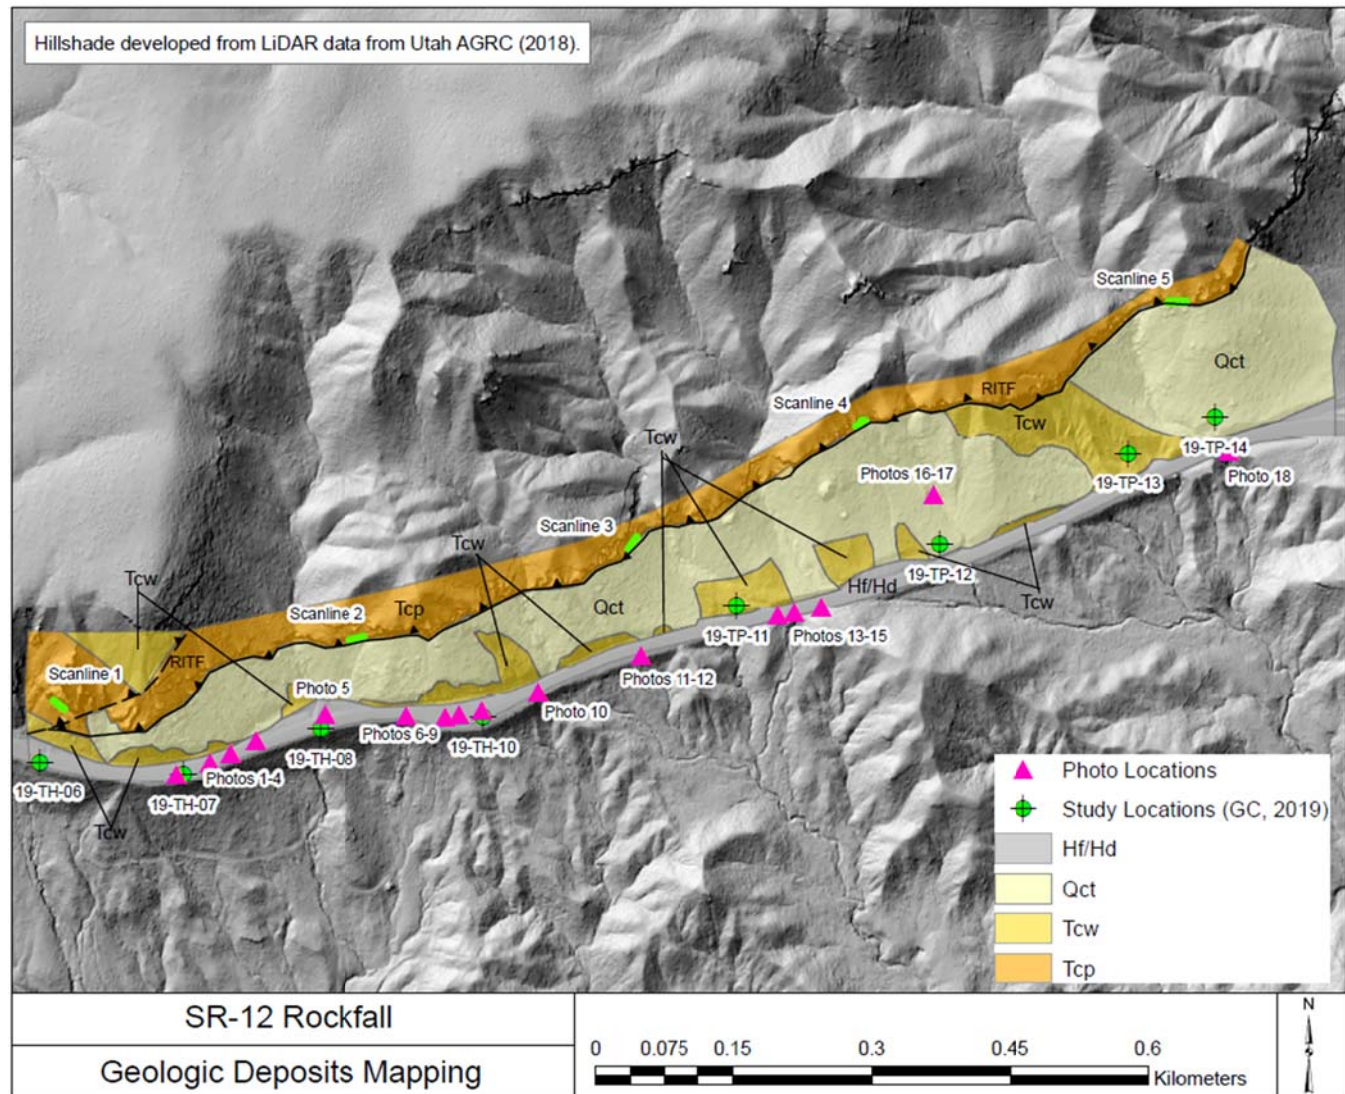 Hillshade developed from LiDAR data from Utah AGRC (2018).
Scanline 5
Qct
Scanline 4
RITF
Tcw
Tcw
19-TP-14
Photos 16-17
19-TP-13
Photo 18
Scanline 3
Tcw
Tcw
19-TP-12
Hf/Hd
Scanline 2
Tcp
Qct
Tcw
RITF
19-TP-11
Photos 13-15
Scanline 1
Photos 11-12
Photo 5
Photo 10
Photos 6-9
19-TH-10
19-TH-08
19-TH-06
Photos 1-4
19-TH-07
Tcw
Photo Locations
Study Locations (GC, 2019)
Hf/Hd
Qct
Tcw
Tcp
SR-12 Rockfall
Geologic Deposits Mapping
0 0.075 0.15 0.3 0.45 0.6
Kilometers
N